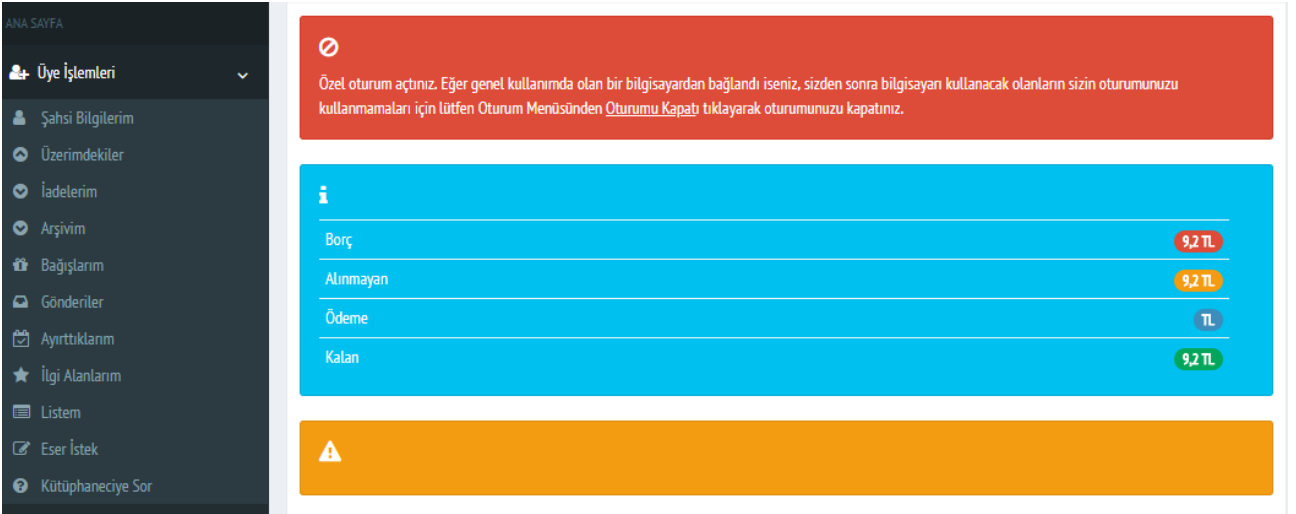 ANA SAYFA
Üye İşlemleri
Şahsi Bilgilerim
Üzerimdekiler
İadelerim
Arşivim
Bağışlarım
Gönderiler
Ayırttıklarım
İlgi Alanlarım
Listem
Eser İstek
Kütüphaneciye Sor
Özel oturum açtınız. Eğer genel kullanımda olan bir bilgisayardan bağlandı iseniz, sizden sonra bilgisayarı kullanacak olanların sizin oturumunuzu
kullanmamaları için lütfen Oturum Menüsünden Oturumu Kapatı tıklayarak oturumunuzu kapatınız.
Borç 9,2 TL
Alınmayan 9,2 TL
Ödeme TL
Kalan 9,2 TL